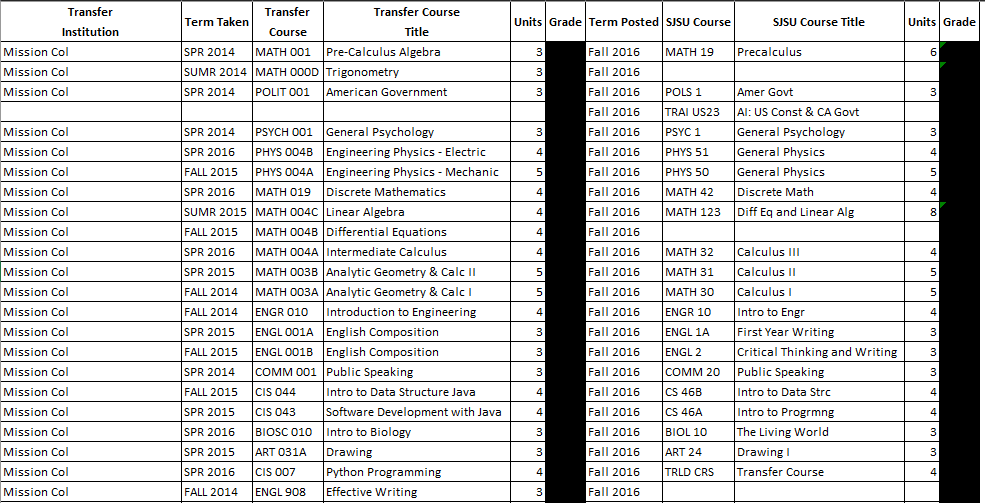 Transfer Institution Term Taken Transfer Course Transfer Course Title Units Grade Term Posted SJSU Course SJSU Course Title Units Grade
Mission Col SPR 2014 MATH 001 Pre-Calculus Algebra 3 Fall 2016 MATH 19 Precalculus 6
Mission Col SUMR 2014 MATH 000D Trigonometry 3 Fall 2016
Mission Col SPR 2014 POLIT 001 American Government 3 Fall 2016 POLS 1 Amer Govt 3
Fall 2016 TRAI US23 AI: US Const & CA Govt
Mission Col SPR 2014 PSYCH 001 General Psychology 3 Fall 2016 PSYC 1 General Psychology 3
Mission Col SPR 2016 PHYS 004B Engineering Physics - Electric 4 Fall 2016 PHYS 51 General Physics 4
Mission Col FALL 2015 PHYS 004A Engineering Physics - Mechanic 5 Fall 2016 PHYS 50 General Physics 5
Mission Col SPR 2016 MATH 019 Discrete Mathematics 4 Fall 2016 MATH 42 Discrete Math 4
Mission Col SUMR 2015 MATH 004C Linear Algebra 4 Fall 2016 MATH 123 Diff Eq and Linear Alg 8
Mission Col FALL 2015 MATH 004B Differential Equations 4 Fall 2016
Mission Col SPR 2016 MATH 004A Intermediate Calculus 4 Fall 2016 MATH 32 Calculus III 4
Mission Col SPR 2015 MATH 003B Analytic Geometry & Calc II 5 Fall 2016 MATH 31 Calculus II 5
Mission Col FALL 2014 MATH 003A Analytic Geometry & Calc I 5 Fall 2016 MATH 30 Calculus I 5
Mission Col FALL 2014 ENGR 010 Introduction to Engineering 4 Fall 2016 ENGR 10 Intro to Engr 4
Mission Col SPR 2015 ENGL 001A English Composition 3 Fall 2016 ENGL 1A First Year Writing 3
Mission Col FALL 2015 ENGL 001B English Composition 3 Fall 2016 ENGL 2 Critical Thinking and Writing 3
Mission Col SPR 2014 COMM 001 Public Speaking 3 Fall 2016 COMM 20 Public Speaking 3
Mission Col FALL 2015 CIS 044 Intro to Data Structure Java 4 Fall 2016 CS 46B Intro to Data Strc 4
Mission Col SPR 2015 CIS 043 Software Development with Java 4 Fall 2016 CS 46A Intro to Progrmng 4
Mission Col SPR 2016 BIOSC 010 Intro to Biology 3 Fall 2016 BIOL 10 The Living World 3
Mission Col SPR 2015 ART 031A Drawing 3 Fall 2016 ART 24 Drawing I 3
Mission Col SPR 2016 CIS 007 Python Programming 4 Fall 2016 TRLD CRS Transfer Course 4
Mission Col FALL 2014 ENGL 908 Effective Writing 3 Fall 2016